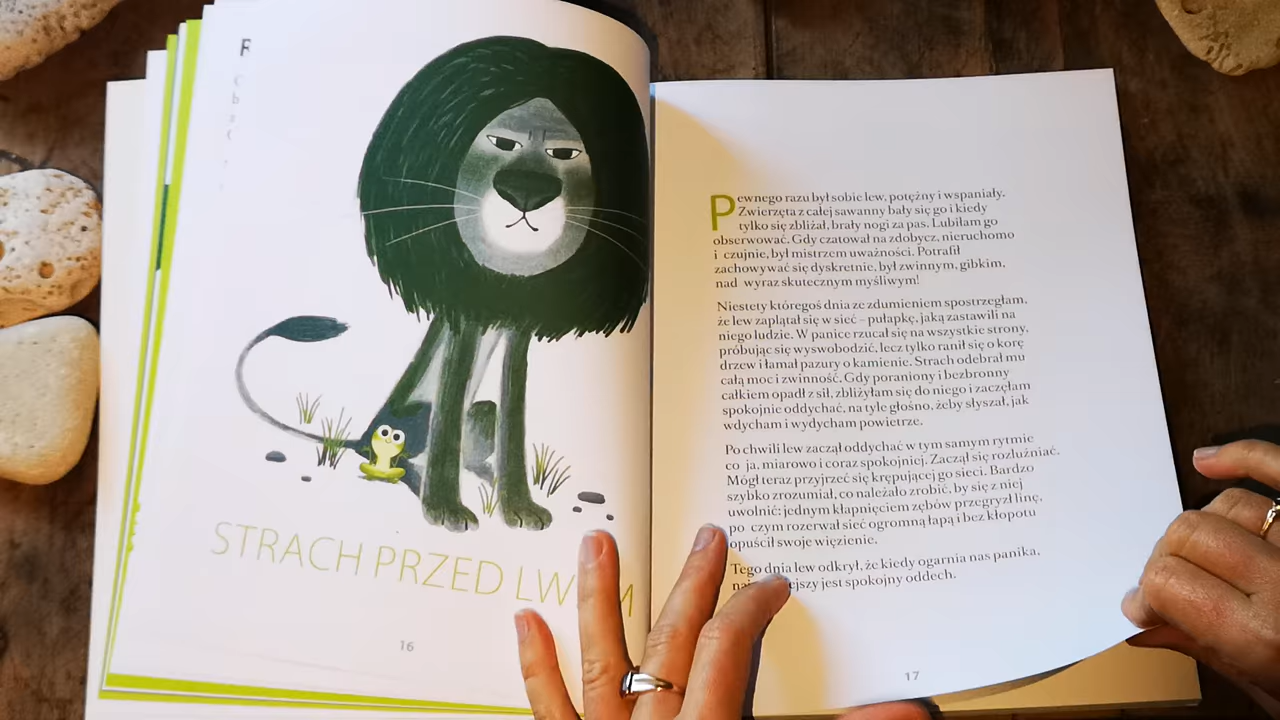 STRACH PRZED
16
Pewnego razu był sobie lew, potężny i wspaniały.
Zwierzęta z całej sawanny bały się go i kiedy
tylko się zbliżał, brały nogi za pas. Lubiłam go
obserwować. Gdy czatował na zdobycz, nieruchomo
i czujnie, był mistrzem uważności. Potrafił
zachowywać się dyskretnie, był zwinnym, gibkim,
nad wyraz skutecznym myśliwym!
Niestety któregoś dnia ze zdumieniem spostrzegłam,
że lew zaplątał się w sieć – pułapkę, jaką zastawili na
niego ludzie. W panice rzucał się na wszystkie strony,
próbując się wyswobodzić, lecz tylko ranił się o korę
drzew i łamał pazury o kamienie. Strach odebrał mu
całą moc i zwinność. Gdy poraniony i bezbronny
całkiem opadł z sił, zbliżyłam się do niego i zaczęłam
spokojnie oddychać, na tyle głośno, żeby słyszał, jak
wdycham i wydycham powietrze.
Po chwili lew zaczął oddychać w tym samym rytmie
co ja, miarowo i coraz spokojniej. Zaczął się rozluźniać.
Mógł teraz przyjrzeć się krępującej go sieci. Bardzo
szybko zrozumiał, co należało zrobić, by się z niej
uwolnić: jednym kłapnięciem zębów przegryzł linę,
po czym rozerwał sieć ogromną łapą i bez kłopotu
opuścił swoje więzienie.
Tego dnia lew odkrył, że kiedy ogarnia nas panika,
jest spokojny oddech.
17